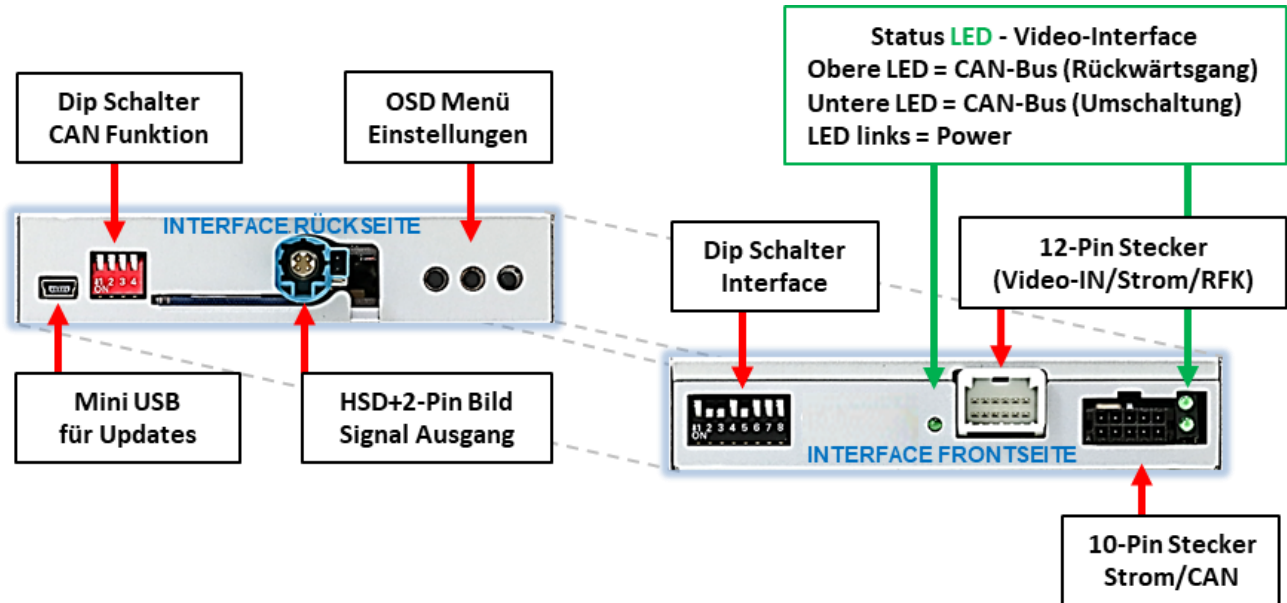 Status LED - Video-Interface
Obere LED = CAN-Bus (Rückwärtsgang)
Untere LED = CAN-Bus (Umschaltung)
LED links = Power
Dip Schalter
CAN Funktion
OSD Menü
Einstellungen
INTERFACE RÜCKSEITE
1 2 3 4
ON
Mini USB
für Updates
HSD+2-Pin Bild
Signal Ausgang
Dip Schalter
Interface
12-Pin Stecker
(Video-IN/Strom/RFK)
1 2 3 4 5 6 7 8
ON
INTERFACE FRONTSEITE
10-Pin Stecker
Strom/CAN